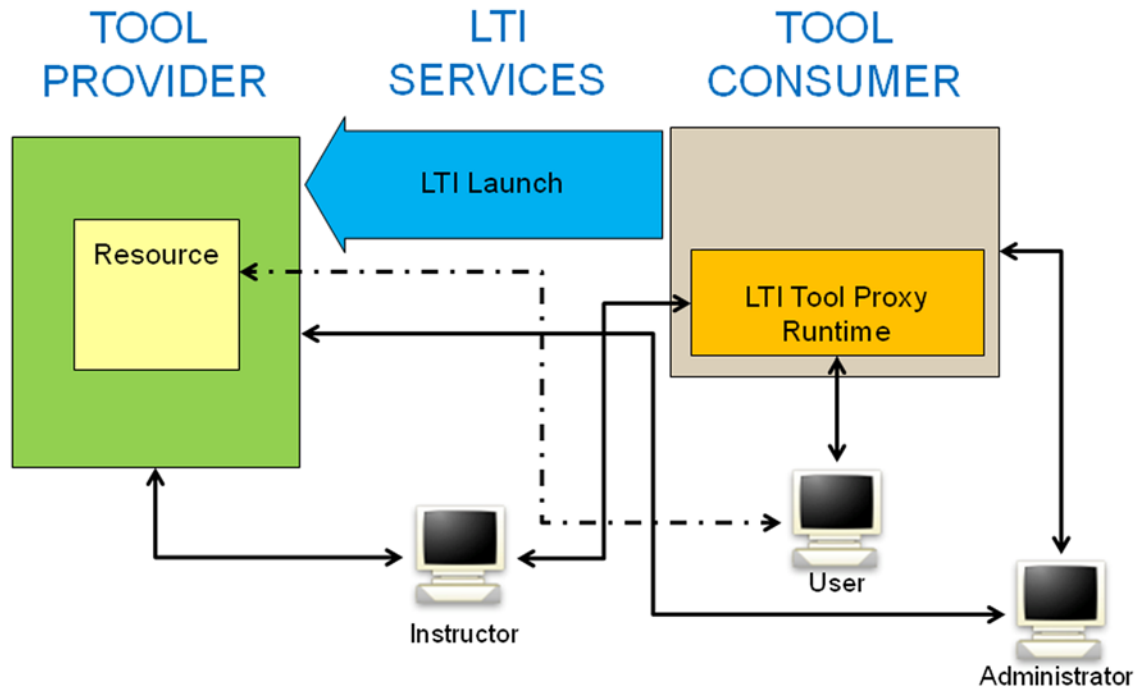 TOOL
PROVIDER
LTI
SERVICES
TOOL
CONSUMER
LTI Launch
Resource
LTI Tool Proxy
Runtime
User
Instructor
Administrator